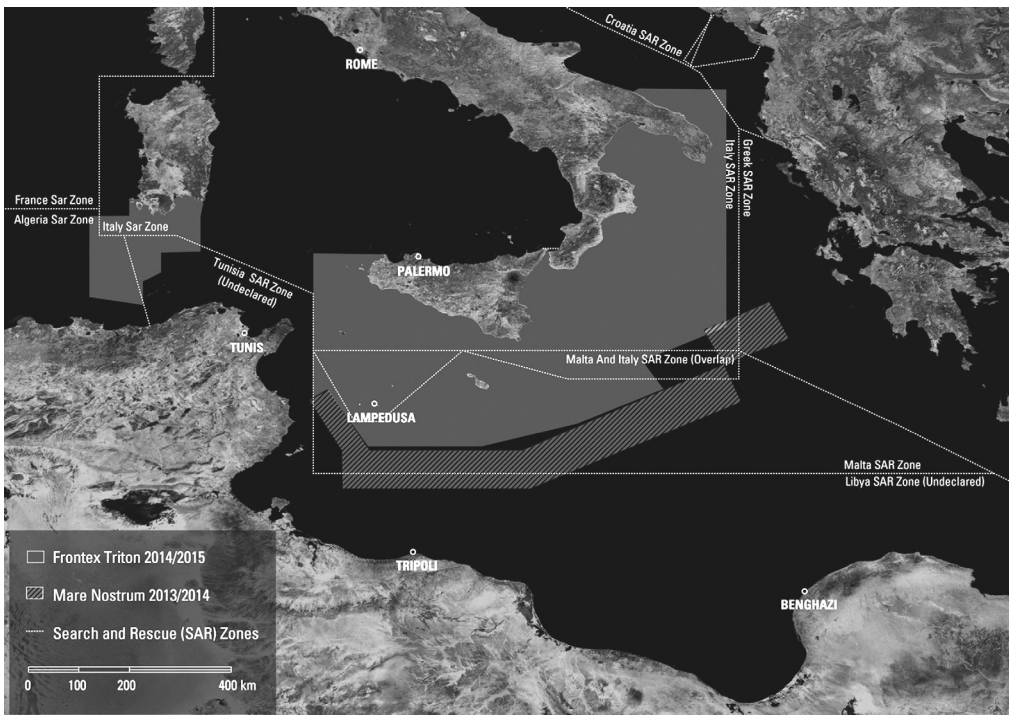 Croatia SAR Zone
ROME
Greek SAR Zone
Italy SAR Zone
France Sar Zone
Algeria Sar Zone
Italy Sar Zone
Tunisia SAR Zone
(Undeclared)
PALERMO
TUNIS
Malta And Italy SAR Zone (Overlap)
LAMPEDUSA
Malta SAR Zone
Libya SAR Zone (Undeclared)
Frontex Triton 2014/2015
Mare Nostrum 2013/2014
Search and Rescue (SAR) Zones
0 100 200 400 km
TRIPOLI
BENGHAZI